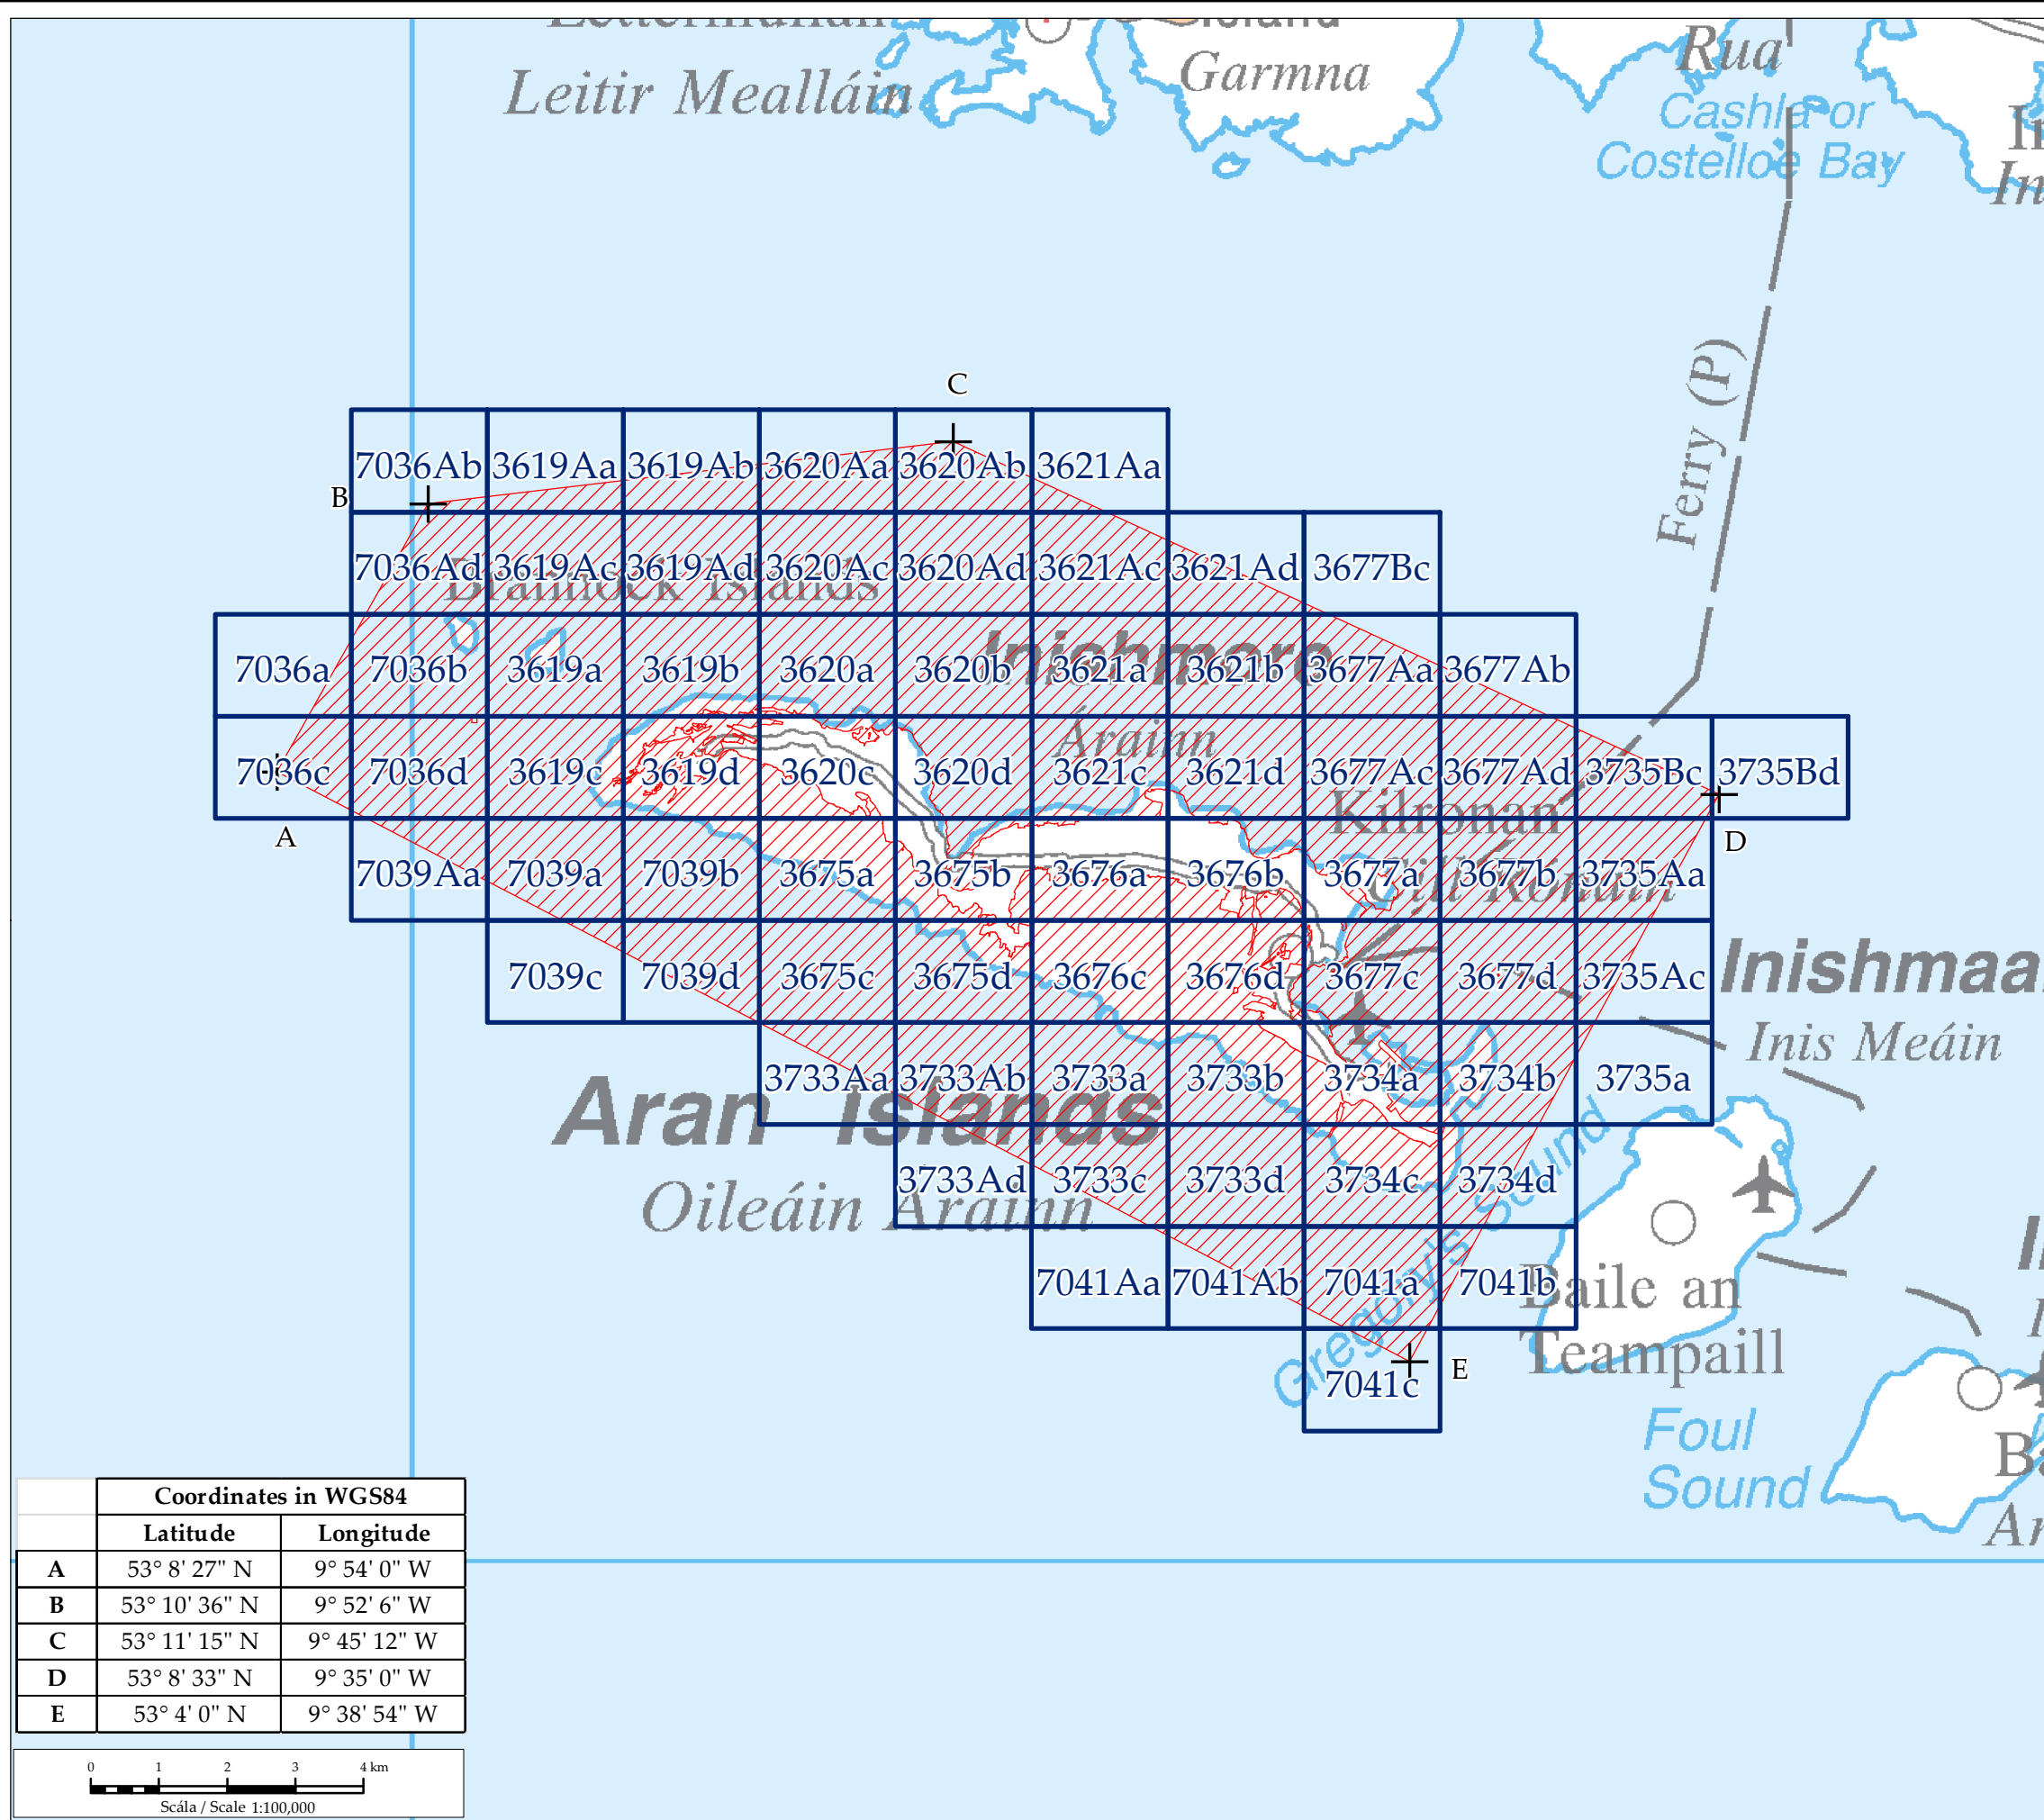 Leitir Mealláin
Garmna
Rua
Cashla or
Costelloe Bay
Ferry (P)
C
7036Ab 3619Aa 3619Ab 3620Aa 3620Ab 3621Aa
B
7036Ad 3619Ac 3619Ad 3620Ac 3620Ad 3621Ac 3621Ad 3677Bc
Brannock Islands
Inishmore
7036a 7036b 3619a 3619b 3620a 3620b 3621a 3621b 3677Aa 3677Ab
Árainn
7036c 7036d 3619c 3619d 3620c 3620d 3621c 3621d 3677Ac 3677Ad 3735Bc 3735Bd
A
D
Kilronan
Cill Rónáin
7039Aa 7039a 7039b 3675a 3675b 3676a 3676b 3677a 3677b 3735Aa
7039c 7039d 3675c 3675d 3676c 3676d 3677c 3677d 3735Ac
Inishmaa
Inis Meáin
3733Aa 3733Ab 3733a 3733b 3734a 3734b 3735a
Aran Islands
Oileáin Árainn
3733Ad 3733c 3733d 3734c 3734d
Gregory's Sound
7041Aa 7041Ab 7041a 7041b
Baile an
Teampaill
E
7041c
Foul
Sound
Coordinates in WGS84
Latitude Longitude
A 53° 8' 27" N 9° 54' 0" W
B 53° 10' 36" N 9° 52' 6" W
C 53° 11' 15" N 9° 45' 12" W
D 53° 8' 33" N 9° 35' 0" W
E 53° 4' 0" N 9° 38' 54" W
0 1 2 3 4 km
Scála / Scale 1:100,000